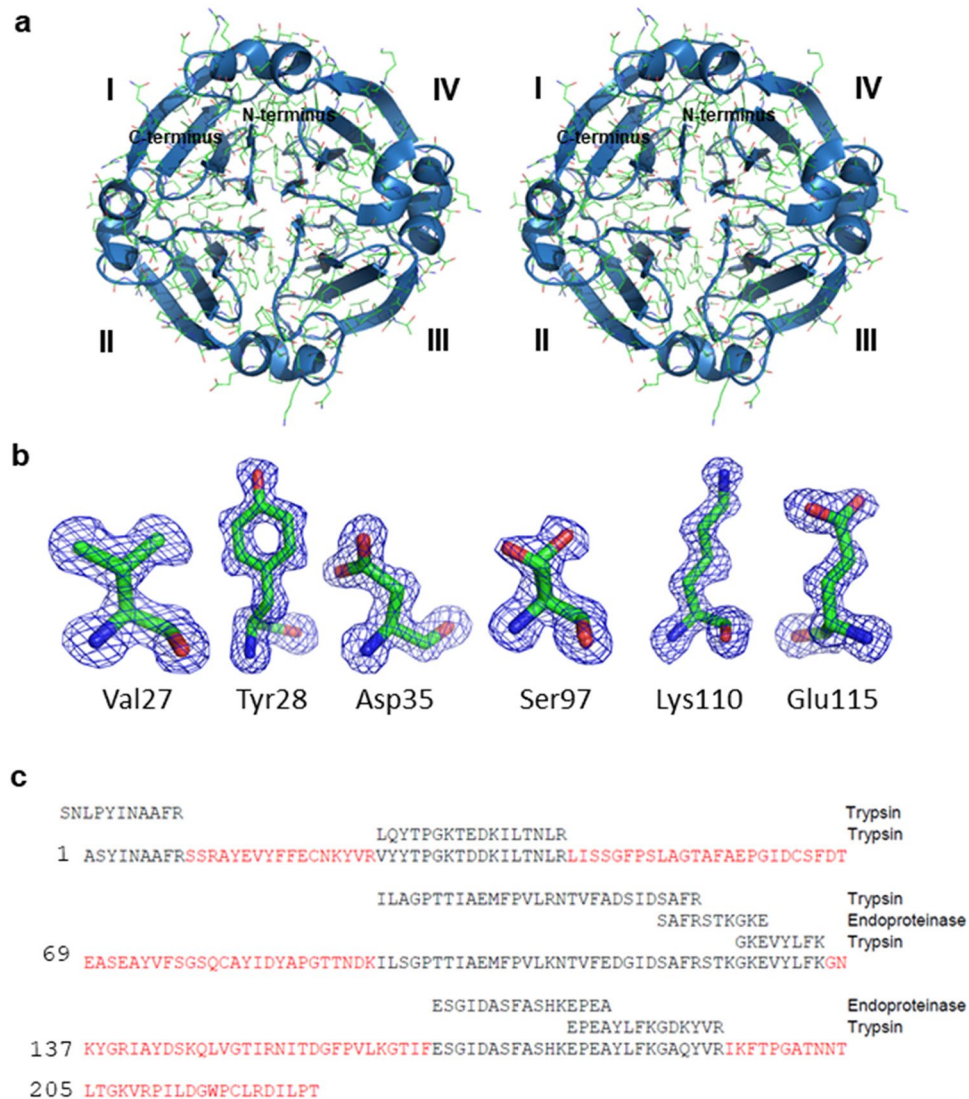 a
I IV I IV
N-terminus N-terminus
C-terminus C-terminus
II III II III
b
Val27 Tyr28 Asp35 Ser97 Lys110 Glu115
c
SNLPYINAAFR Trypsin
LQYTPGKTEDKILTNLR Trypsin
1 ASYINAAFRSSRAYEVYFFECNKYVRVYYTPGKTDDKILTNLRLISSGFPSLAGTAFAEPGIDCSFDT
ILAGPTTIAEMFPVLRNTVFADSIDSAFR Trypsin
SAFRSTKGKE Endoproteinase
GKEVYLFK Trypsin
69 EASEAYVFSGSQCAYIDYAPGTTNDKILSGPTTIAEMFPVLKNTVFEDGIDSAFRSTKGKEVYLFKGN
ESGIDASFASHKEPEA Endoproteinase
EPEAYLFKGDKYVR Trypsin
137 KYGRIAYDSKQLVGTIRNITDGFPVLKGTIFESGIDASFASHKEPEAYLFKGAQYVRIKFTPGATNNT
205 LTGKVRPILDGWPCLRDILPT